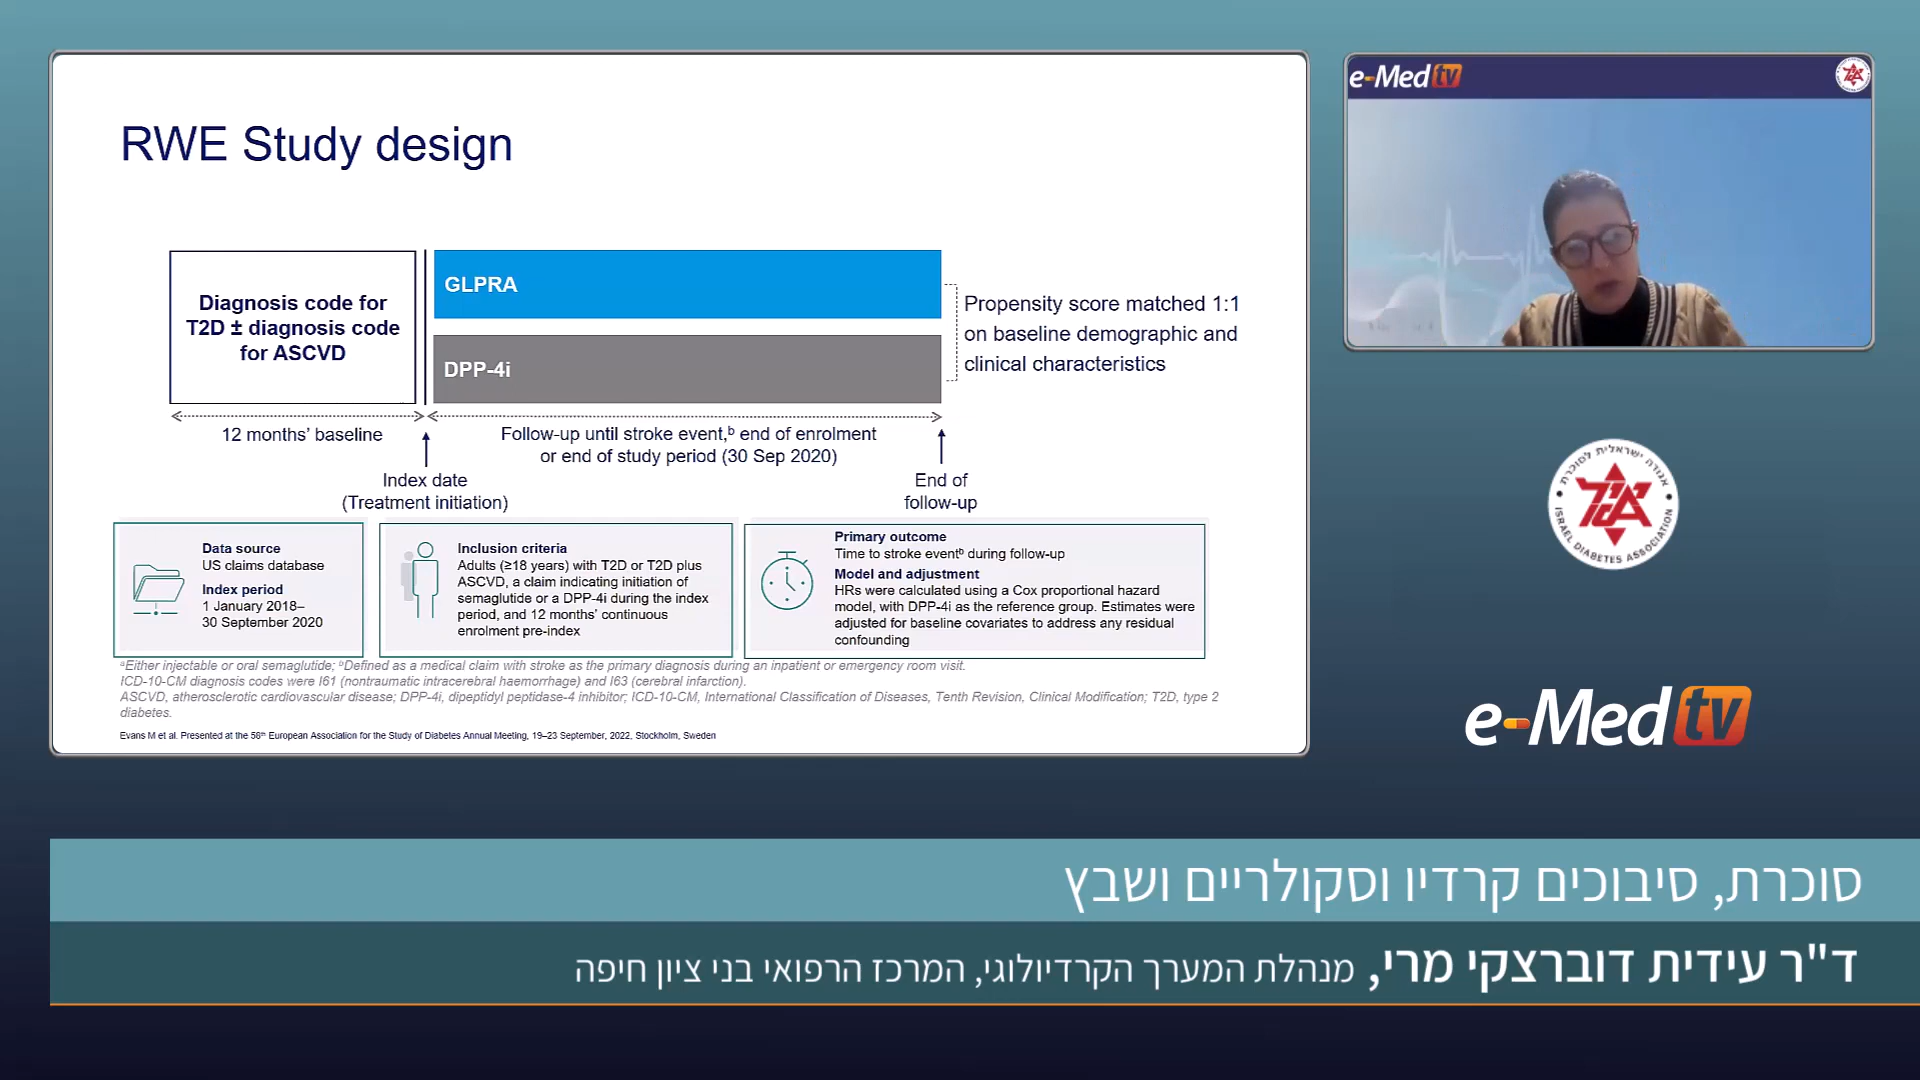 RWE Study design
Diagnosis code for
T2D ± diagnosis code
for ASCVD
GLPRA
DPP-4i
Propensity score matched 1:1
on baseline demographic and
clinical characteristics
12 months’ baseline
Follow-up until stroke event,ᵇ end of enrolment
or end of study period (30 Sep 2020)
Index date
(Treatment initiation)
End of
follow-up
Data source
US claims database
Index period
1 January 2018–
30 September 2020
Inclusion criteria
Adults (≥18 years) with T2D or T2D plus
ASCVD, a claim indicating initiation of
semaglutide or a DPP-4i during the index
period, and 12 months’ continuous
enrolment pre-index
Primary outcome
Time to stroke eventᵇ during follow-up
Model and adjustment
HRs were calculated using a Cox proportional hazard
model, with DPP-4i as the reference group. Estimates were
adjusted for baseline covariates to address any residual
confounding
ᵃEither injectable or oral semaglutide; ᵇDefined as a medical claim with stroke as the primary diagnosis during an inpatient or emergency room visit.
ICD-10-CM diagnosis codes were I61 (nontraumatic intracerebral haemorrhage) and I63 (cerebral infarction).
ASCVD, atherosclerotic cardiovascular disease; DPP-4i, dipeptidyl peptidase-4 inhibitor; ICD-10-CM, International Classification of Diseases, Tenth Revision, Clinical Modification; T2D, type 2
diabetes.
Evans M et al. Presented at the 58ᵗʰ European Association for the Study of Diabetes Annual Meeting, 19–23 September, 2022, Stockholm, Sweden
e-Med tv
אגודה ישראלית לסוכרת
ISRAEL DIABETES ASSOCIATION
e-Med tv
סוכרת, סיבוכים קרדיו וסקולריים ושבץ
ד"ר עידית דוברצקי מרי, מנהלת המערך הקרדיולוגי, המרכז הרפואי בני ציון חיפה